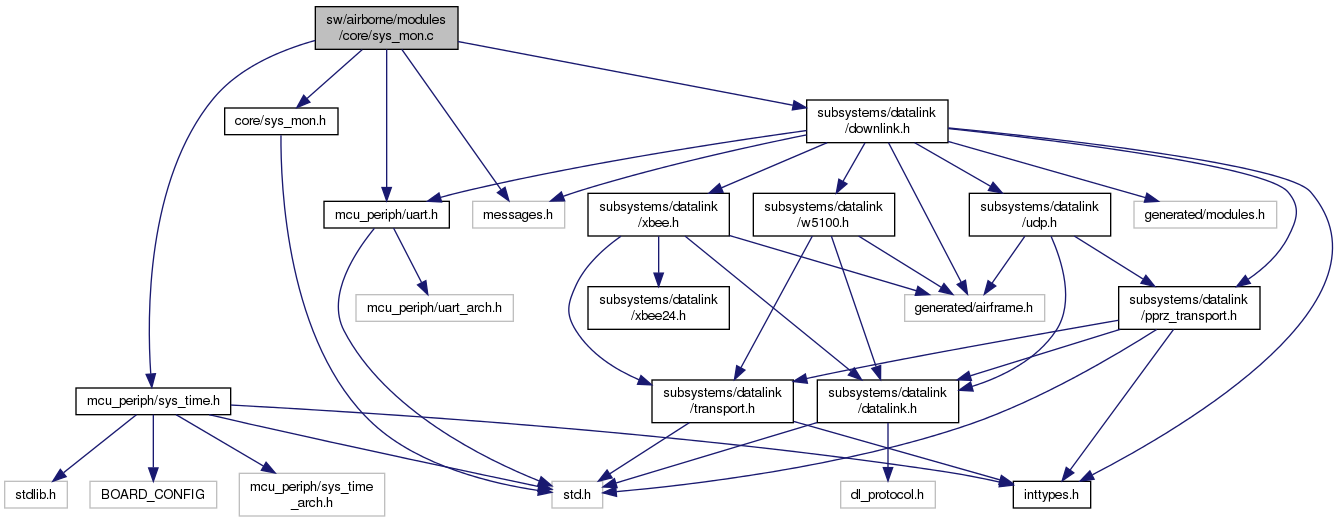 sw/airborne/modules
/core/sys_mon.c
core/sys_mon.h
subsystems/datalink
/downlink.h
mcu_periph/uart.h
messages.h
subsystems/datalink
/xbee.h
subsystems/datalink
/w5100.h
subsystems/datalink
/udp.h
generated/modules.h
mcu_periph/uart_arch.h
subsystems/datalink
/xbee24.h
generated/airframe.h
subsystems/datalink
/pprz_transport.h
mcu_periph/sys_time.h
subsystems/datalink
/transport.h
subsystems/datalink
/datalink.h
stdlib.h
BOARD_CONFIG
mcu_periph/sys_time
_arch.h
std.h
dl_protocol.h
inttypes.h